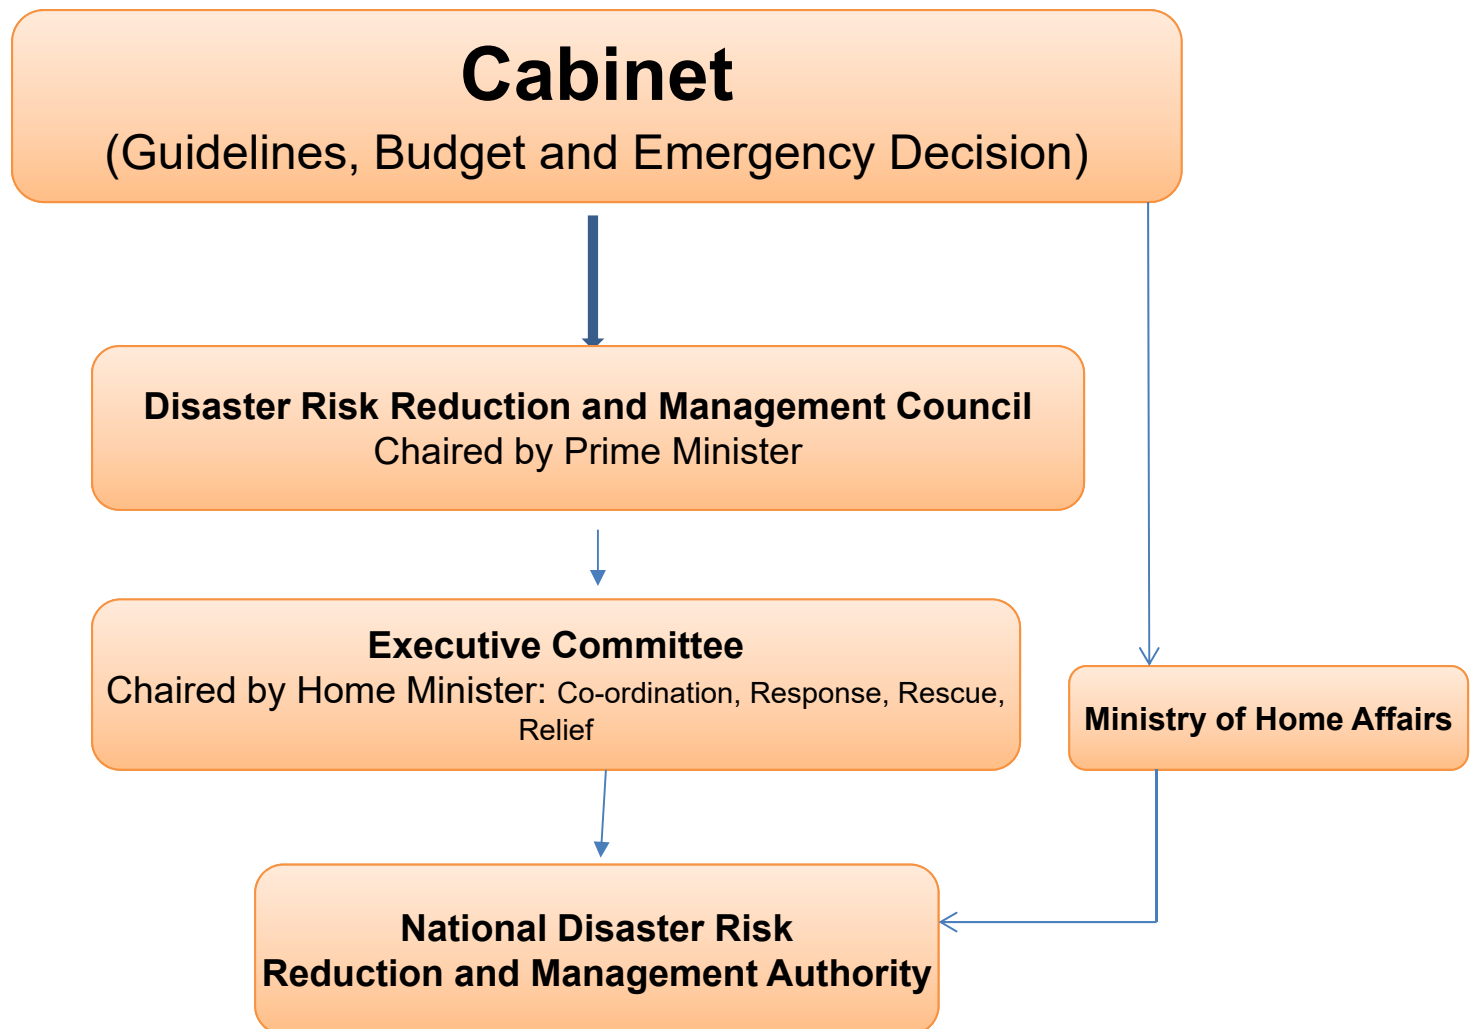 Cabinet
(Guidelines, Budget and Emergency Decision)
Disaster Risk Reduction and Management Council
Chaired by Prime Minister
Executive Committee
Chaired by Home Minister: Co-ordination, Response, Rescue,
Relief
Ministry of Home Affairs
National Disaster Risk
Reduction and Management Authority